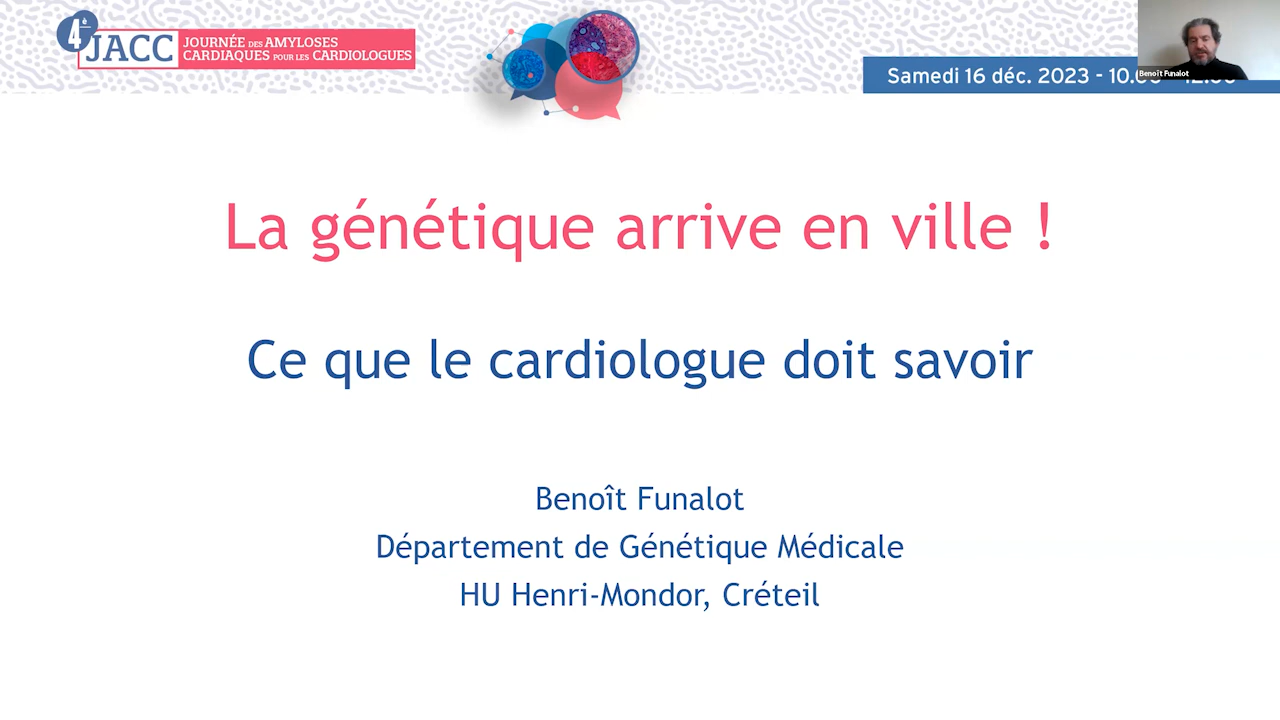 4è
JACC
JOURNÉE DES AMYLOSES
CARDIAQUES POUR LES CARDIOLOGUES
Samedi 16 déc. 2023 - 10.
Benoît Funalot
La génétique arrive en ville !
Ce que le cardiologue doit savoir
Benoît Funalot
Département de Génétique Médicale
HU Henri-Mondor, Créteil